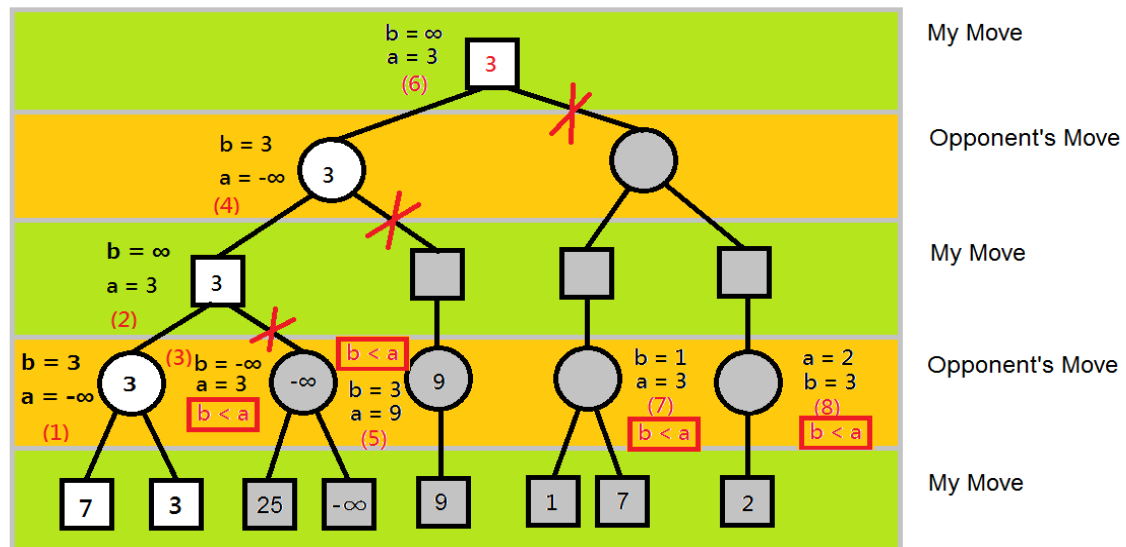 b = ∞
a = 3
(6)
3
My Move
b = 3
a = -∞
(4)
3
Opponent's Move
b = ∞
a = 3
(2)
3
My Move
b = 3
a = -∞
(1)
3
(3)
b = -∞
a = 3
b < a
-∞
b < a
b = 3
a = 9
(5)
9
b = 1
a = 3
(7)
b < a
a = 2
b = 3
(8)
b < a
Opponent's Move
7
3
25
-∞
9
1
7
2
My Move